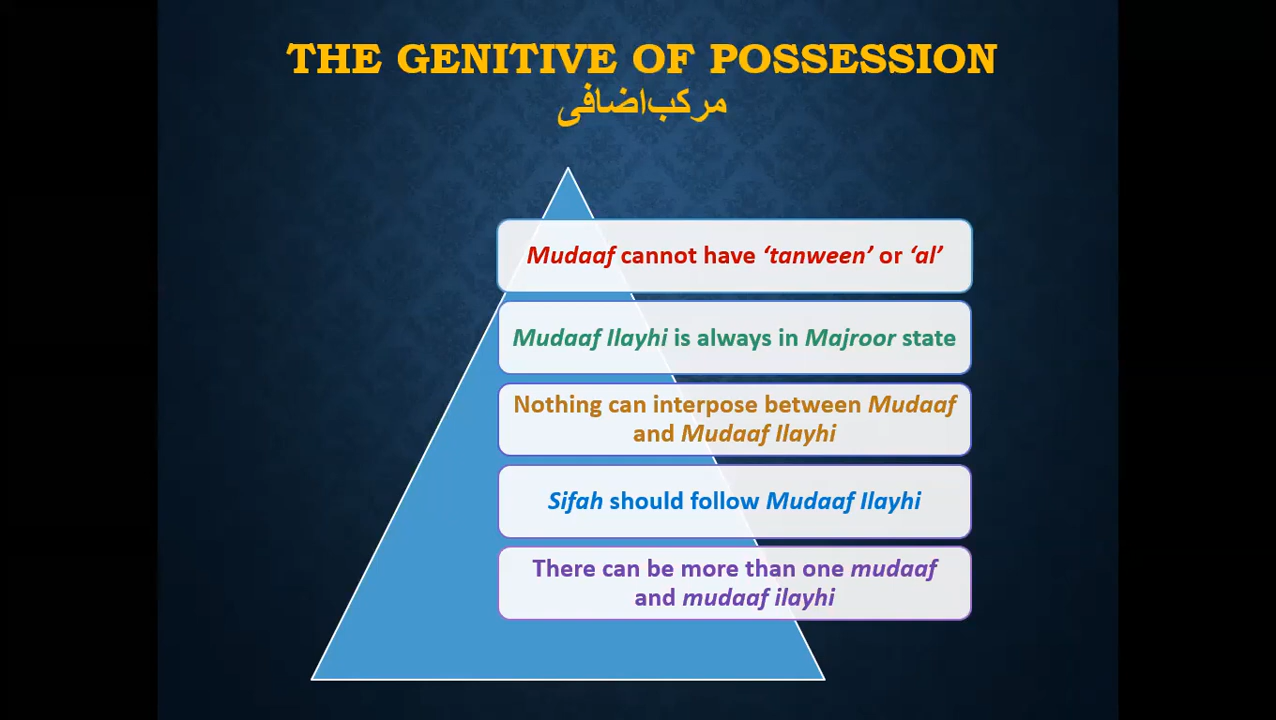 THE GENITIVE OF POSSESSION
مرکب اضافی
Mudaaf cannot have ‘tanween’ or ‘al’
Mudaaf Ilayhi is always in Majroor state
Nothing can interpose between Mudaaf
and Mudaaf Ilayhi
Sifah should follow Mudaaf Ilayhi
There can be more than one mudaaf
and mudaaf ilayhi